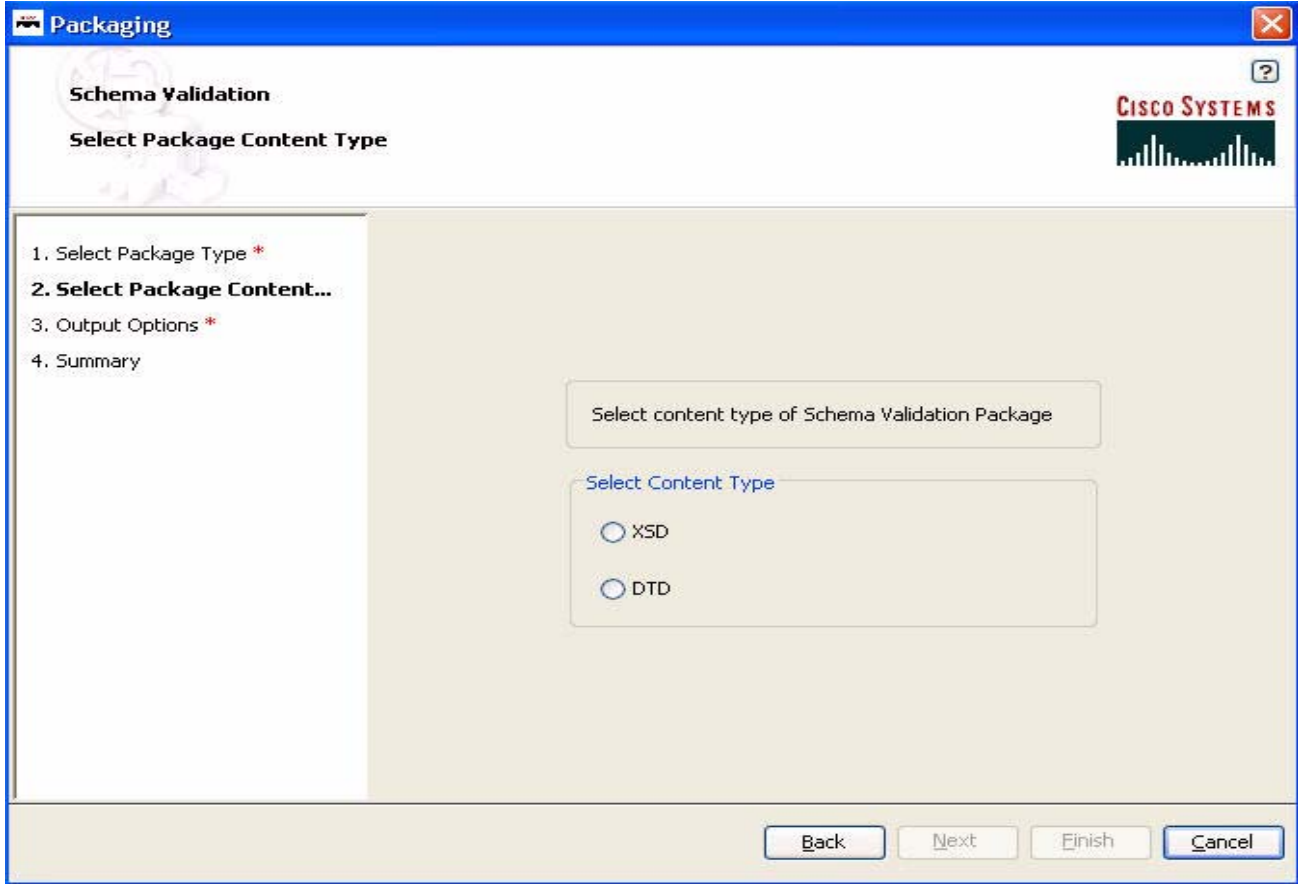 Packaging
Schema Validation
Select Package Content Type
?
CISCO SYSTEMS
1. Select Package Type *
2. Select Package Content...
3. Output Options *
4. Summary
Select content type of Schema Validation Package
Select Content Type
XSD
DTD
Back
Next
Finish
Cancel